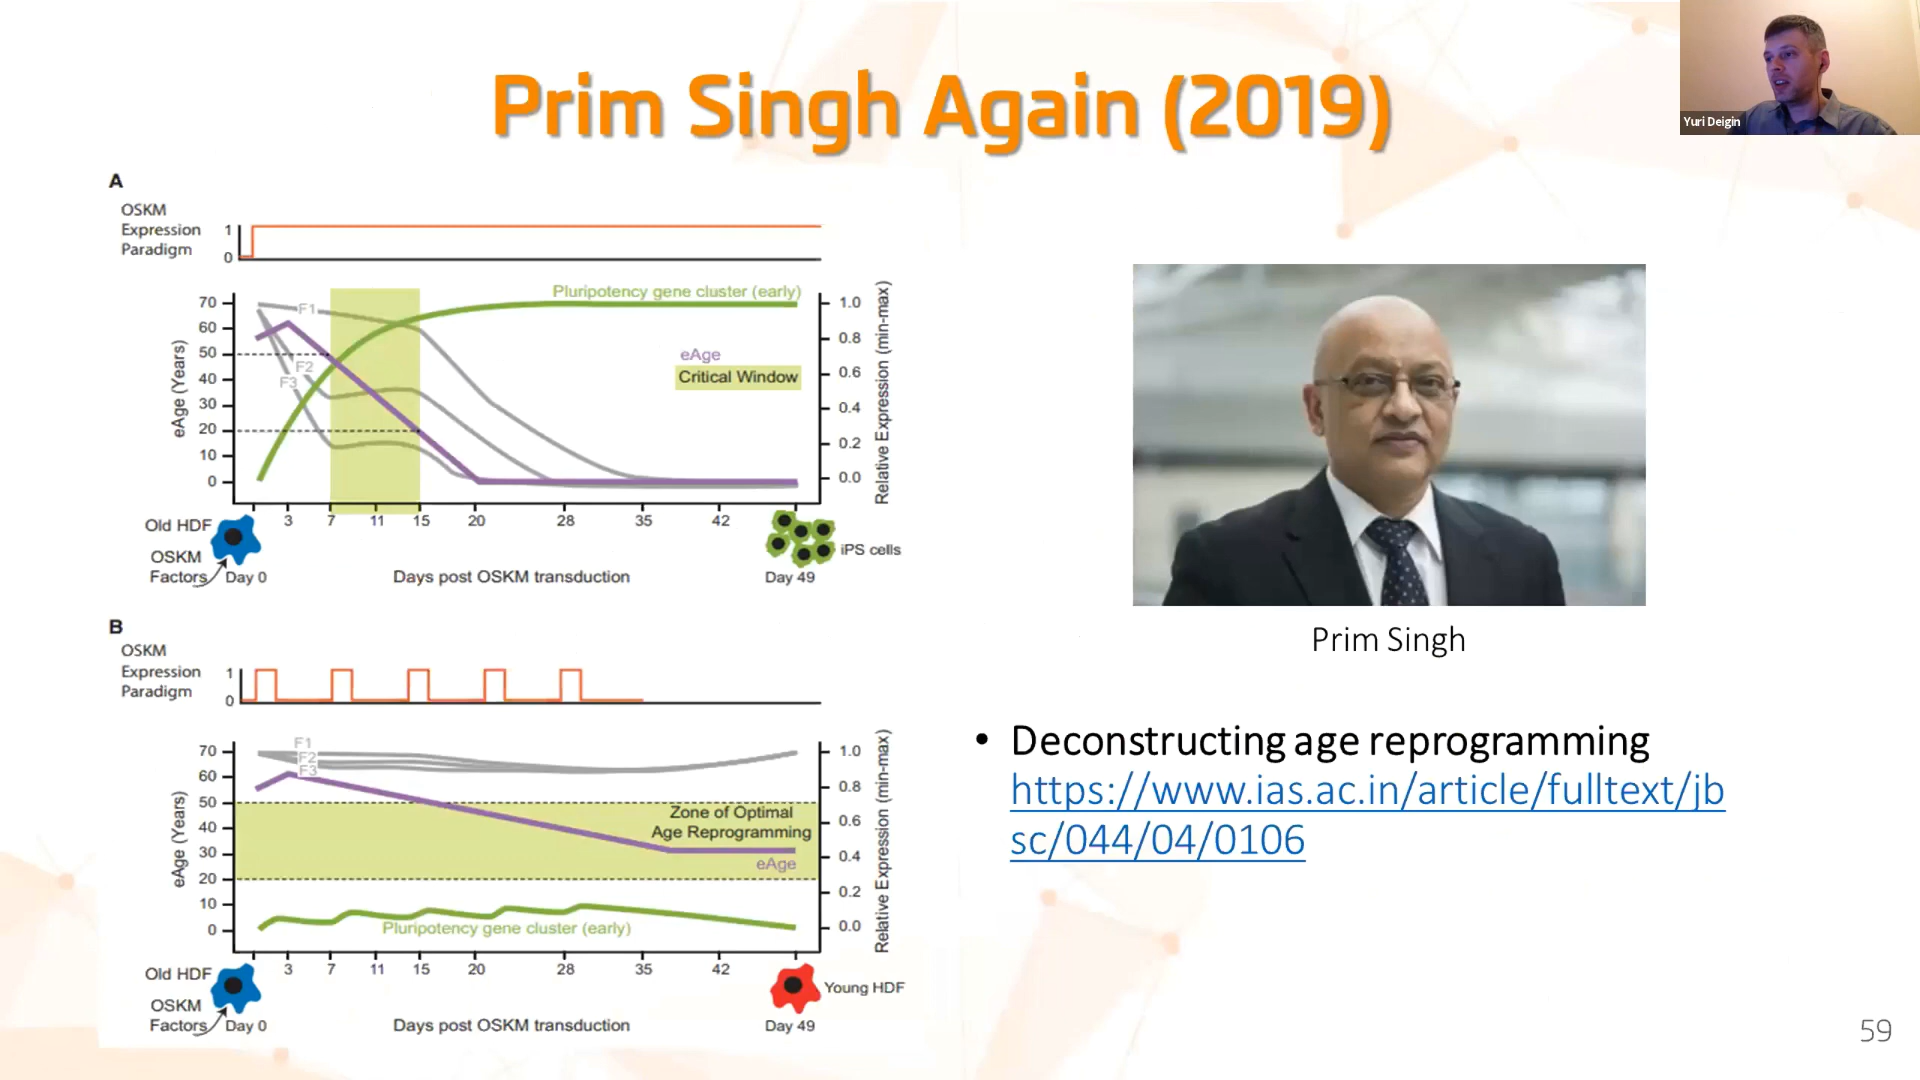 Prim Singh Again (2019)
Yuri Deigin
A
OSKM
Expression
Paradigm
1
0
Pluripotency gene cluster (early)
70
60
50
40
30
20
10
0
eAge (Years)
F1
F2
F3
eAge
Critical Window
1.0
0.8
0.6
0.4
0.2
0.0
Relative Expression (min-max)
3 7 11 15 20 28 35 42
Old HDF
OSKM
Factors
Day 0
Days post OSKM transduction
Day 49
iPS cells
B
OSKM
Expression
Paradigm
1
0
70
60
50
40
30
20
10
0
eAge (Years)
F1
F2
F3
Zone of Optimal
Age Reprogramming
eAge
Pluripotency gene cluster (early)
1.0
0.8
0.6
0.4
0.2
0.0
Relative Expression (min-max)
3 7 11 15 20 28 35 42
Old HDF
OSKM
Factors
Day 0
Days post OSKM transduction
Day 49
Young HDF
Prim Singh
• Deconstructing age reprogramming
https://www.ias.ac.in/article/fulltext/jb
sc/044/04/0106
59